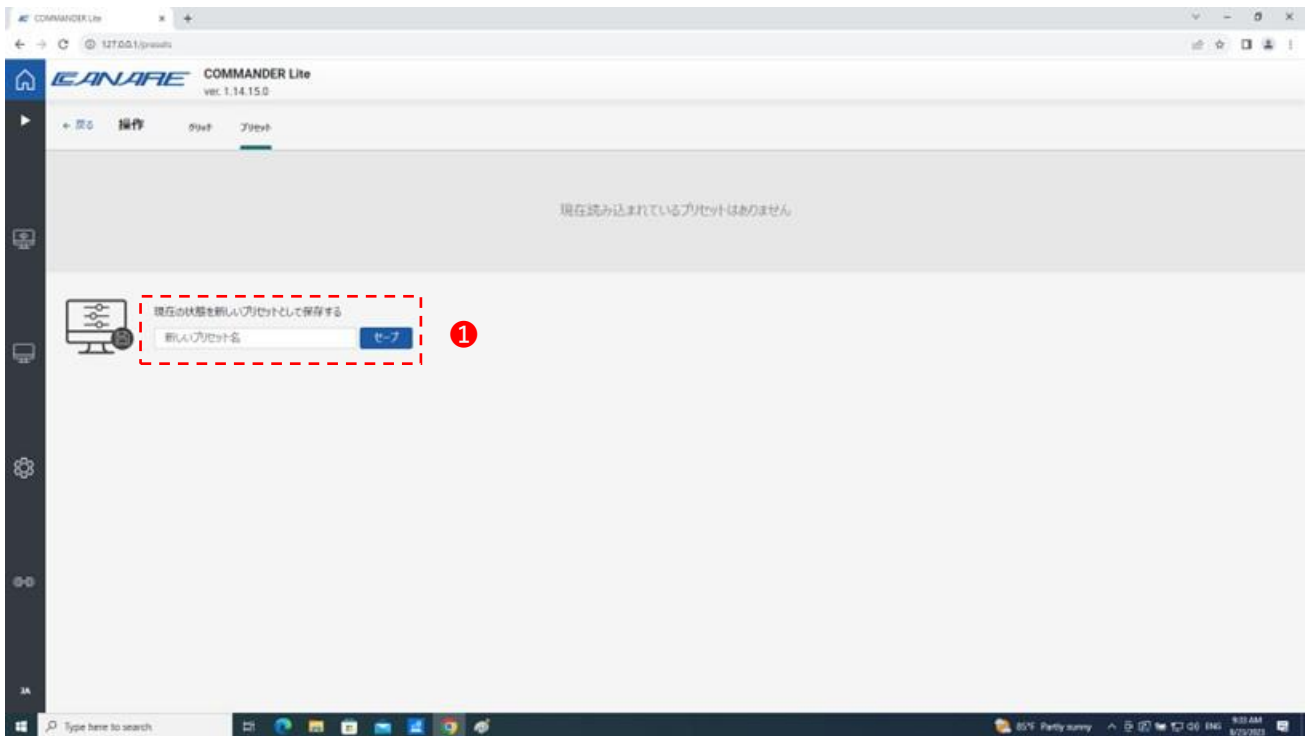 COMMANDER Lite
127.0.0.1/presets
CANARE
COMMANDER Lite
ver. 1.14.15.0
← 戻る 操作 グリッド プリセット
現在読み込まれているプリセットはありません
現在の状態を新しいプリセットとして保存する
新しいプリセット名 セーブ
1
JA
Type here to search
85°F Partly sunny ENG 9:03 AM